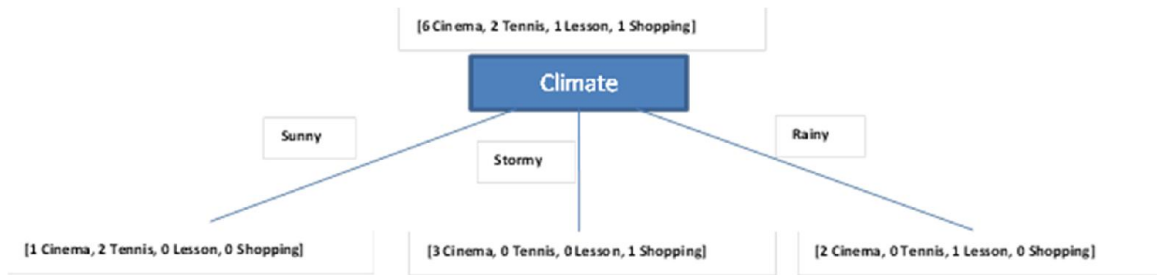 [6 Cinema, 2 Tennis, 1 Lesson, 1 Shopping]
Climate
Sunny
Stormy
Rainy
[1 Cinema, 2 Tennis, 0 Lesson, 0 Shopping]
[3 Cinema, 0 Tennis, 0 Lesson, 1 Shopping]
[2 Cinema, 0 Tennis, 1 Lesson, 0 Shopping]